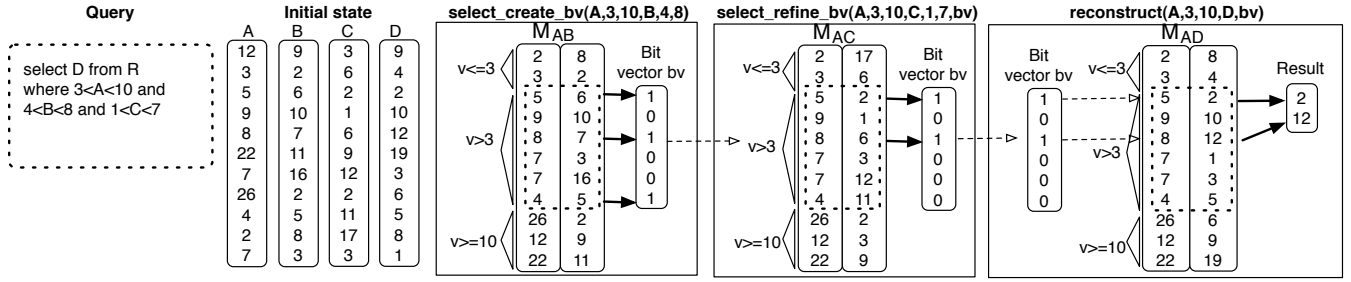 Query
select D from R
where 3<A<10 and
4<B<8 and 1<C<7
Initial state
A B C D
12 9 3 9
3 2 6 4
5 6 2 2
9 10 1 10
8 7 6 12
22 11 9 19
7 16 12 3
26 2 2 6
4 5 11 5
2 8 17 8
7 3 3 1
select_create_bv(A,3,10,B,4,8)
MAB
Bit
vector bv
v<=3
v>3
v>=10
2 8
3 2
5 6 1
9 10 0
8 7 1
7 3 0
7 16 0
4 5 1
26 2
12 9
22 11
select_refine_bv(A,3,10,C,1,7,bv)
MAC
Bit
vector bv
v<=3
v>3
v>=10
2 17
3 6
5 2 1
9 1 0
8 6 1
7 3 0
7 12 0
4 11 0
26 2
12 3
22 9
reconstruct(A,3,10,D,bv)
MAD
Bit
vector bv
1
0
1
0
0
0
v<=3
v>3
v>=10
2 8
3 4
5 2
9 10
8 12
7 1
7 3
4 5
26 6
12 9
22 19
Result
2
12